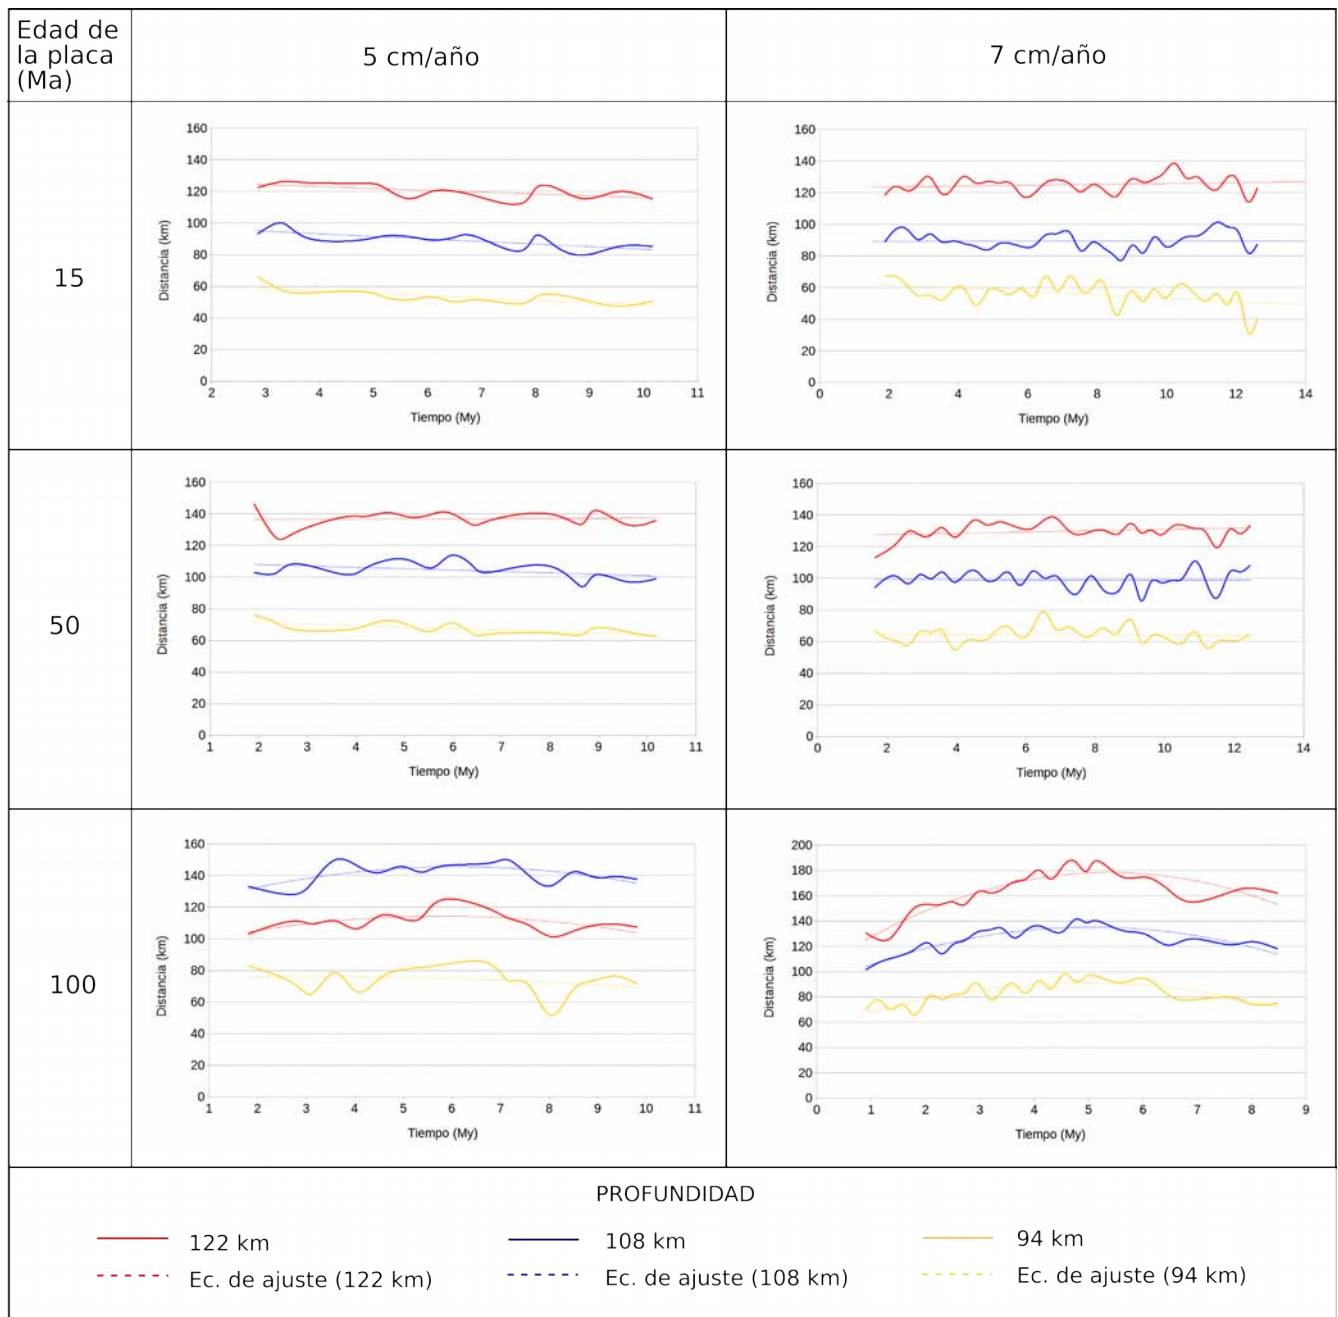 Edad de
la placa
(Ma)
5 cm/año
7 cm/año
15
160
140
120
100
80
60
40
20
0
Distancia (km)
2 3 4 5 6 7 8 9 10 11
Tiempo (My)
160
140
120
100
80
60
40
20
0
Distancia (km)
0 2 4 6 8 10 12 14
Tiempo (My)
50
160
140
120
100
80
60
40
20
0
Distancia (km)
1 2 3 4 5 6 7 8 9 10 11
Tiempo (My)
160
140
120
100
80
60
40
20
0
Distancia (km)
0 2 4 6 8 10 12 14
Tiempo (My)
100
160
140
120
100
80
60
40
20
0
Distancia (km)
1 2 3 4 5 6 7 8 9 10 11
Tiempo (My)
200
180
160
140
120
100
80
60
40
20
0
Distancia (km)
0 1 2 3 4 5 6 7 8 9
Tiempo (My)
PROFUNDIDAD
122 km
108 km
94 km
Ec. de ajuste (122 km)
Ec. de ajuste (108 km)
Ec. de ajuste (94 km)